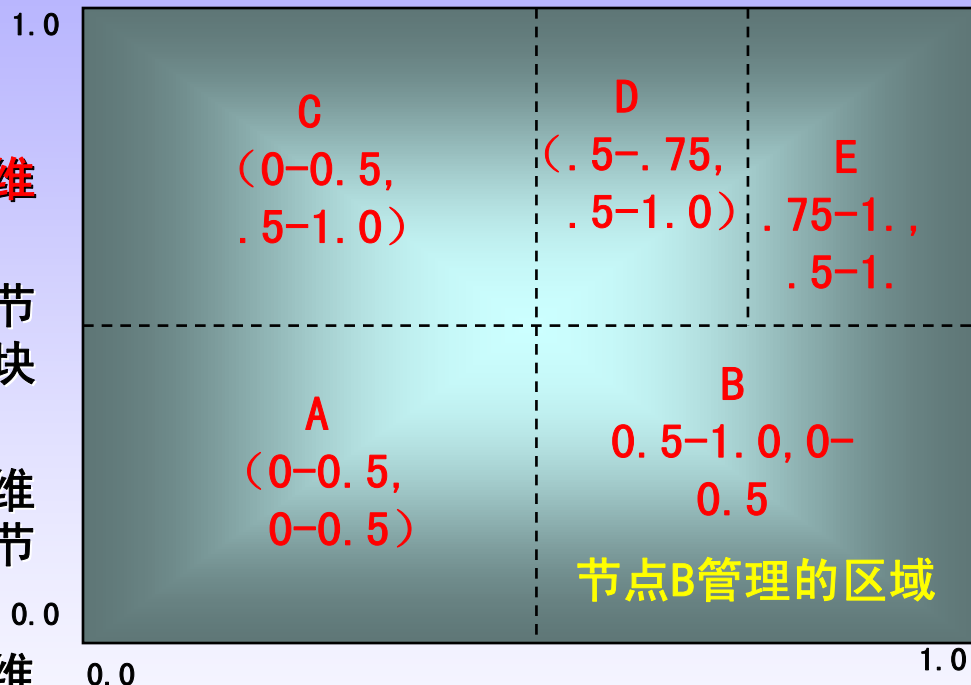 1.0
维
节
块
维
节
0.0
维
C
（0-0.5,
.5-1.0）
D
（.5-.75,
.5-1.0）
E
.75-1.,
.5-1.
A
（0-0.5,
0-0.5）
B
0.5-1.0,0-
0.5
节点B管理的区域
0.0
1.0